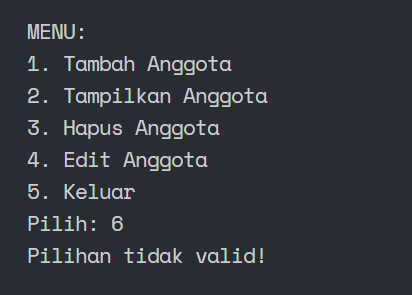 MENU:
1. Tambah Anggota
2. Tampilkan Anggota
3. Hapus Anggota
4. Edit Anggota
5. Keluar
Pilih: 6
Pilihan tidak valid!